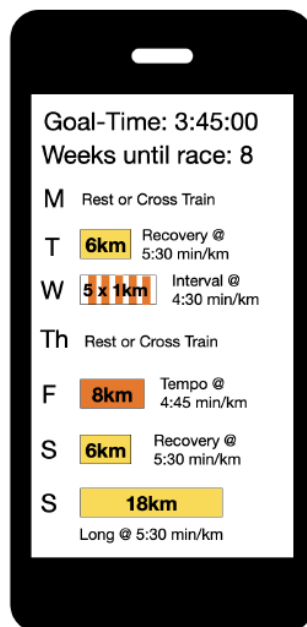 Goal-Time: 3:45:00
Weeks until race: 8
M Rest or Cross Train
T 6km Recovery @
5:30 min/km
W 5 x 1km Interval @
4:30 min/km
Th Rest or Cross Train
F 8km Tempo @
4:45 min/km
S 6km Recovery @
5:30 min/km
S 18km
Long @ 5:30 min/km